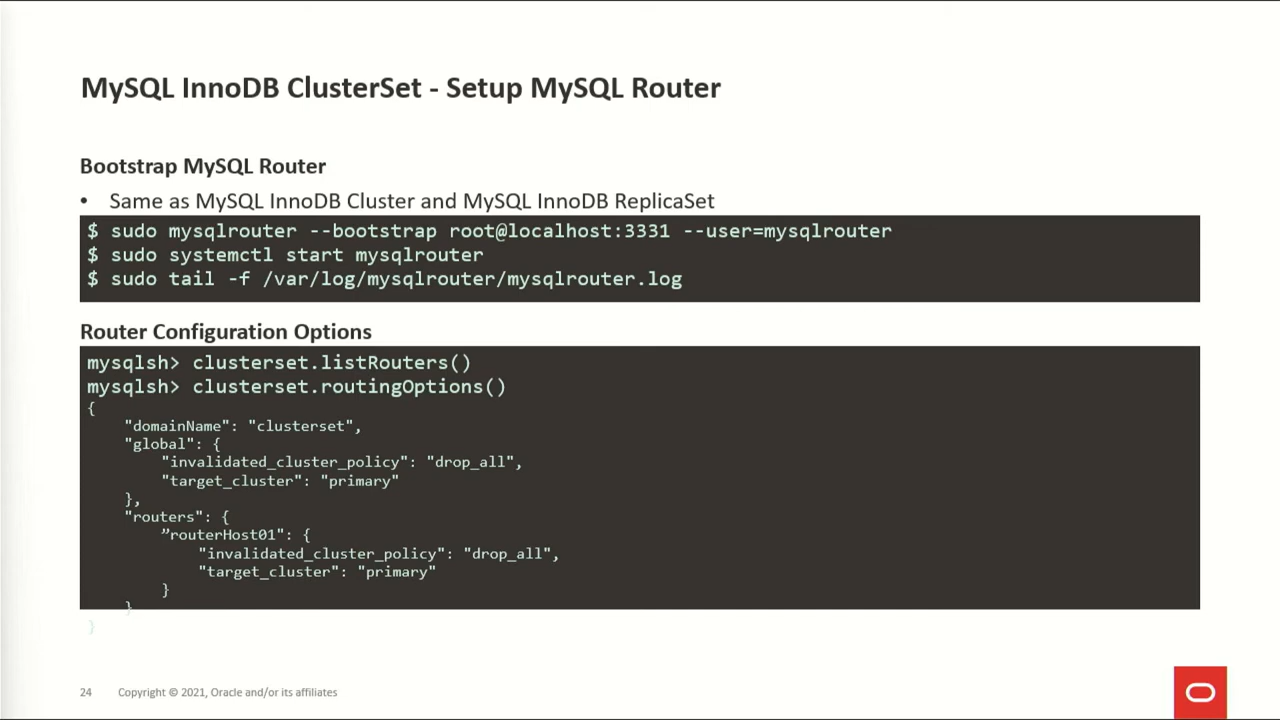 MySQL InnoDB ClusterSet - Setup MySQL Router
Bootstrap MySQL Router
• Same as MySQL InnoDB Cluster and MySQL InnoDB ReplicaSet
$ sudo mysqlrouter --bootstrap root@localhost:3331 --user=mysqlrouter
$ sudo systemctl start mysqlrouter
$ sudo tail -f /var/log/mysqlrouter/mysqlrouter.log
Router Configuration Options
mysqlsh> clusterset.listRouters()
mysqlsh> clusterset.routingOptions()
{
    "domainName": "clusterset",
    "global": {
        "invalidated_cluster_policy": "drop_all",
        "target_cluster": "primary"
    },
    "routers": {
        ”routerHost01": {
            "invalidated_cluster_policy": "drop_all",
            "target_cluster": "primary"
        }
    }
}
24 Copyright © 2021, Oracle and/or its affiliates